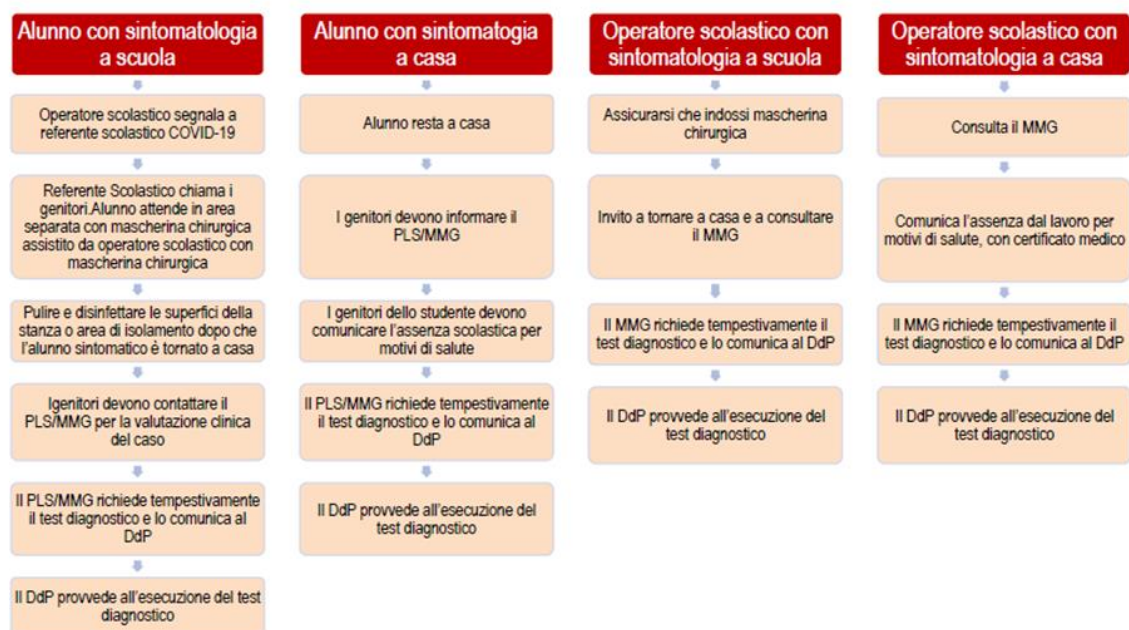 Alunno con sintomatologia
a scuola
Operatore scolastico segnala a
referente scolastico COVID-19
Referente Scolastico chiama i
genitori.Alunno attende in area
separata con mascherina chirurgica
assistito da operatore scolastico con
mascherina chirurgica
Pulire e disinfettare le superfici della
stanza o area di isolamento dopo che
l'alunno sintomatico è tornato a casa
Igenitori devono contattare il
PLS/MMG per la valutazione clinica
del caso
Il PLS/MMG richiede tempestivamente
il test diagnostico e lo comunica al
DdP
Il DdP provvede all'esecuzione del test
diagnostico
Alunno con sintomatogia
a casa
Alunno resta a casa
I genitori devono informare il
PLS/MMG
I genitori dello studente devono
comunicare l'assenza scolastica per
motivi di salute
Il PLS/MMG richiede tempestivamente
il test diagnostico e lo comunica al
DdP
Il DdP provvede all'esecuzione del
test diagnostico
Operatore scolastico con
sintomatologia a scuola
Assicurarsi che indossi mascherina
chirurgica
Invito a tornare a casa e a consultare
il MMG
Il MMG richiede tempestivamente il
test diagnostico e lo comunica al DdP
Il DdP provvede all'esecuzione del
test diagnostico
Operatore scolastico con
sintomatologia a casa
Consulta il MMG
Comunica l'assenza dal lavoro per
motivi di salute, con certificato medico
Il MMG richiede tempestivamente il
test diagnostico e lo comunica al DdP
Il DdP provvede all'esecuzione del
test diagnostico